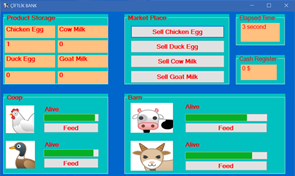 ÇİFTLİK BANK
Product Storage
Chicken Egg
Cow Milk
1
0
Duck Egg
Goat Milk
0
0
Market Place
Sell Chicken Egg
Sell Duck Egg
Sell Cow Milk
Sell Goat Milk
Elapsed Time
3 second
Cash Register
0 $
Coop
Alive
Feed
Alive
Feed
Barn
Alive
Feed
Alive
Feed